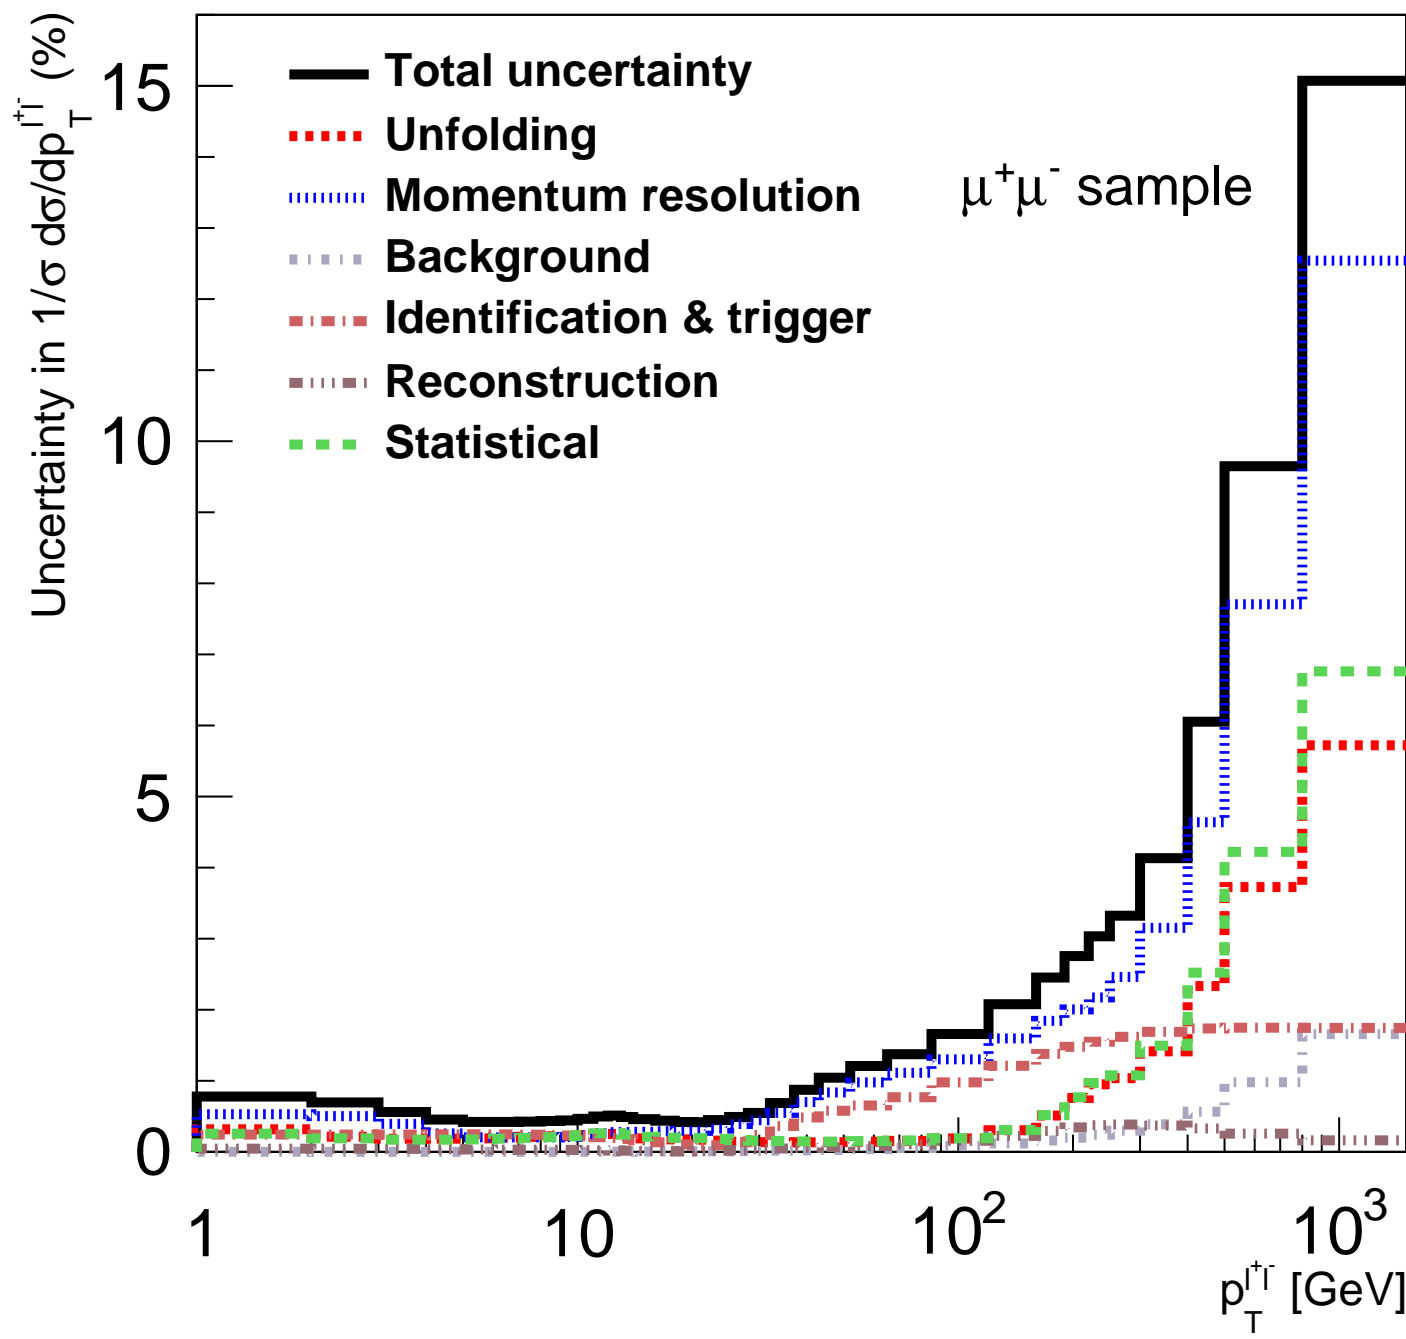 Uncertainty in 1/σ dσ/dp_T^{l⁺l⁻} (%)
15
10
5
0
Total uncertainty
Unfolding
Momentum resolution
Background
Identification & trigger
Reconstruction
Statistical
μ⁺μ⁻ sample
1 10 10² 10³
p_T^{l⁺l⁻} [GeV]